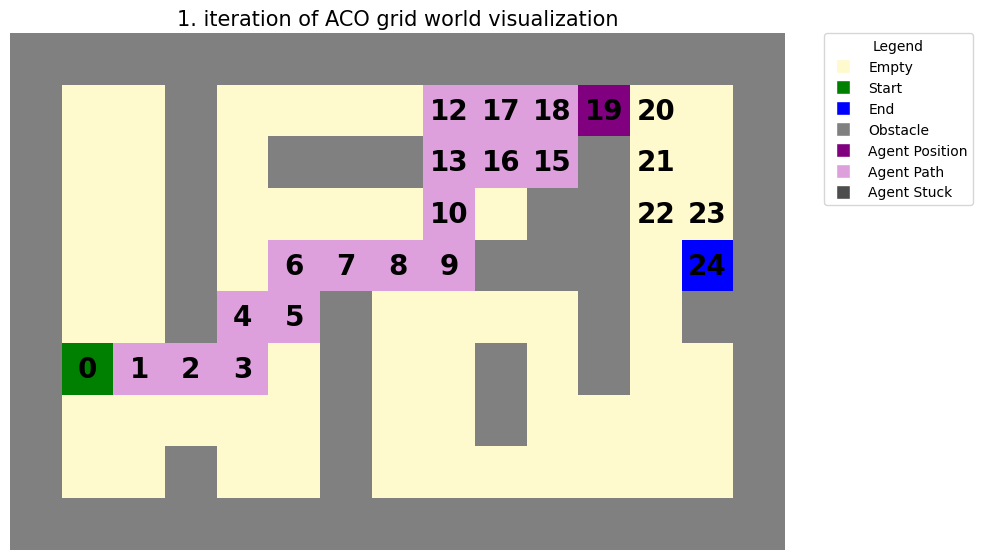 1. iteration of ACO grid world visualization
12 17 18 19 20
13 16 15 21
10 22 23
6 7 8 9 24
4 5
0 1 2 3
Legend
Empty
Start
End
Obstacle
Agent Position
Agent Path
Agent Stuck